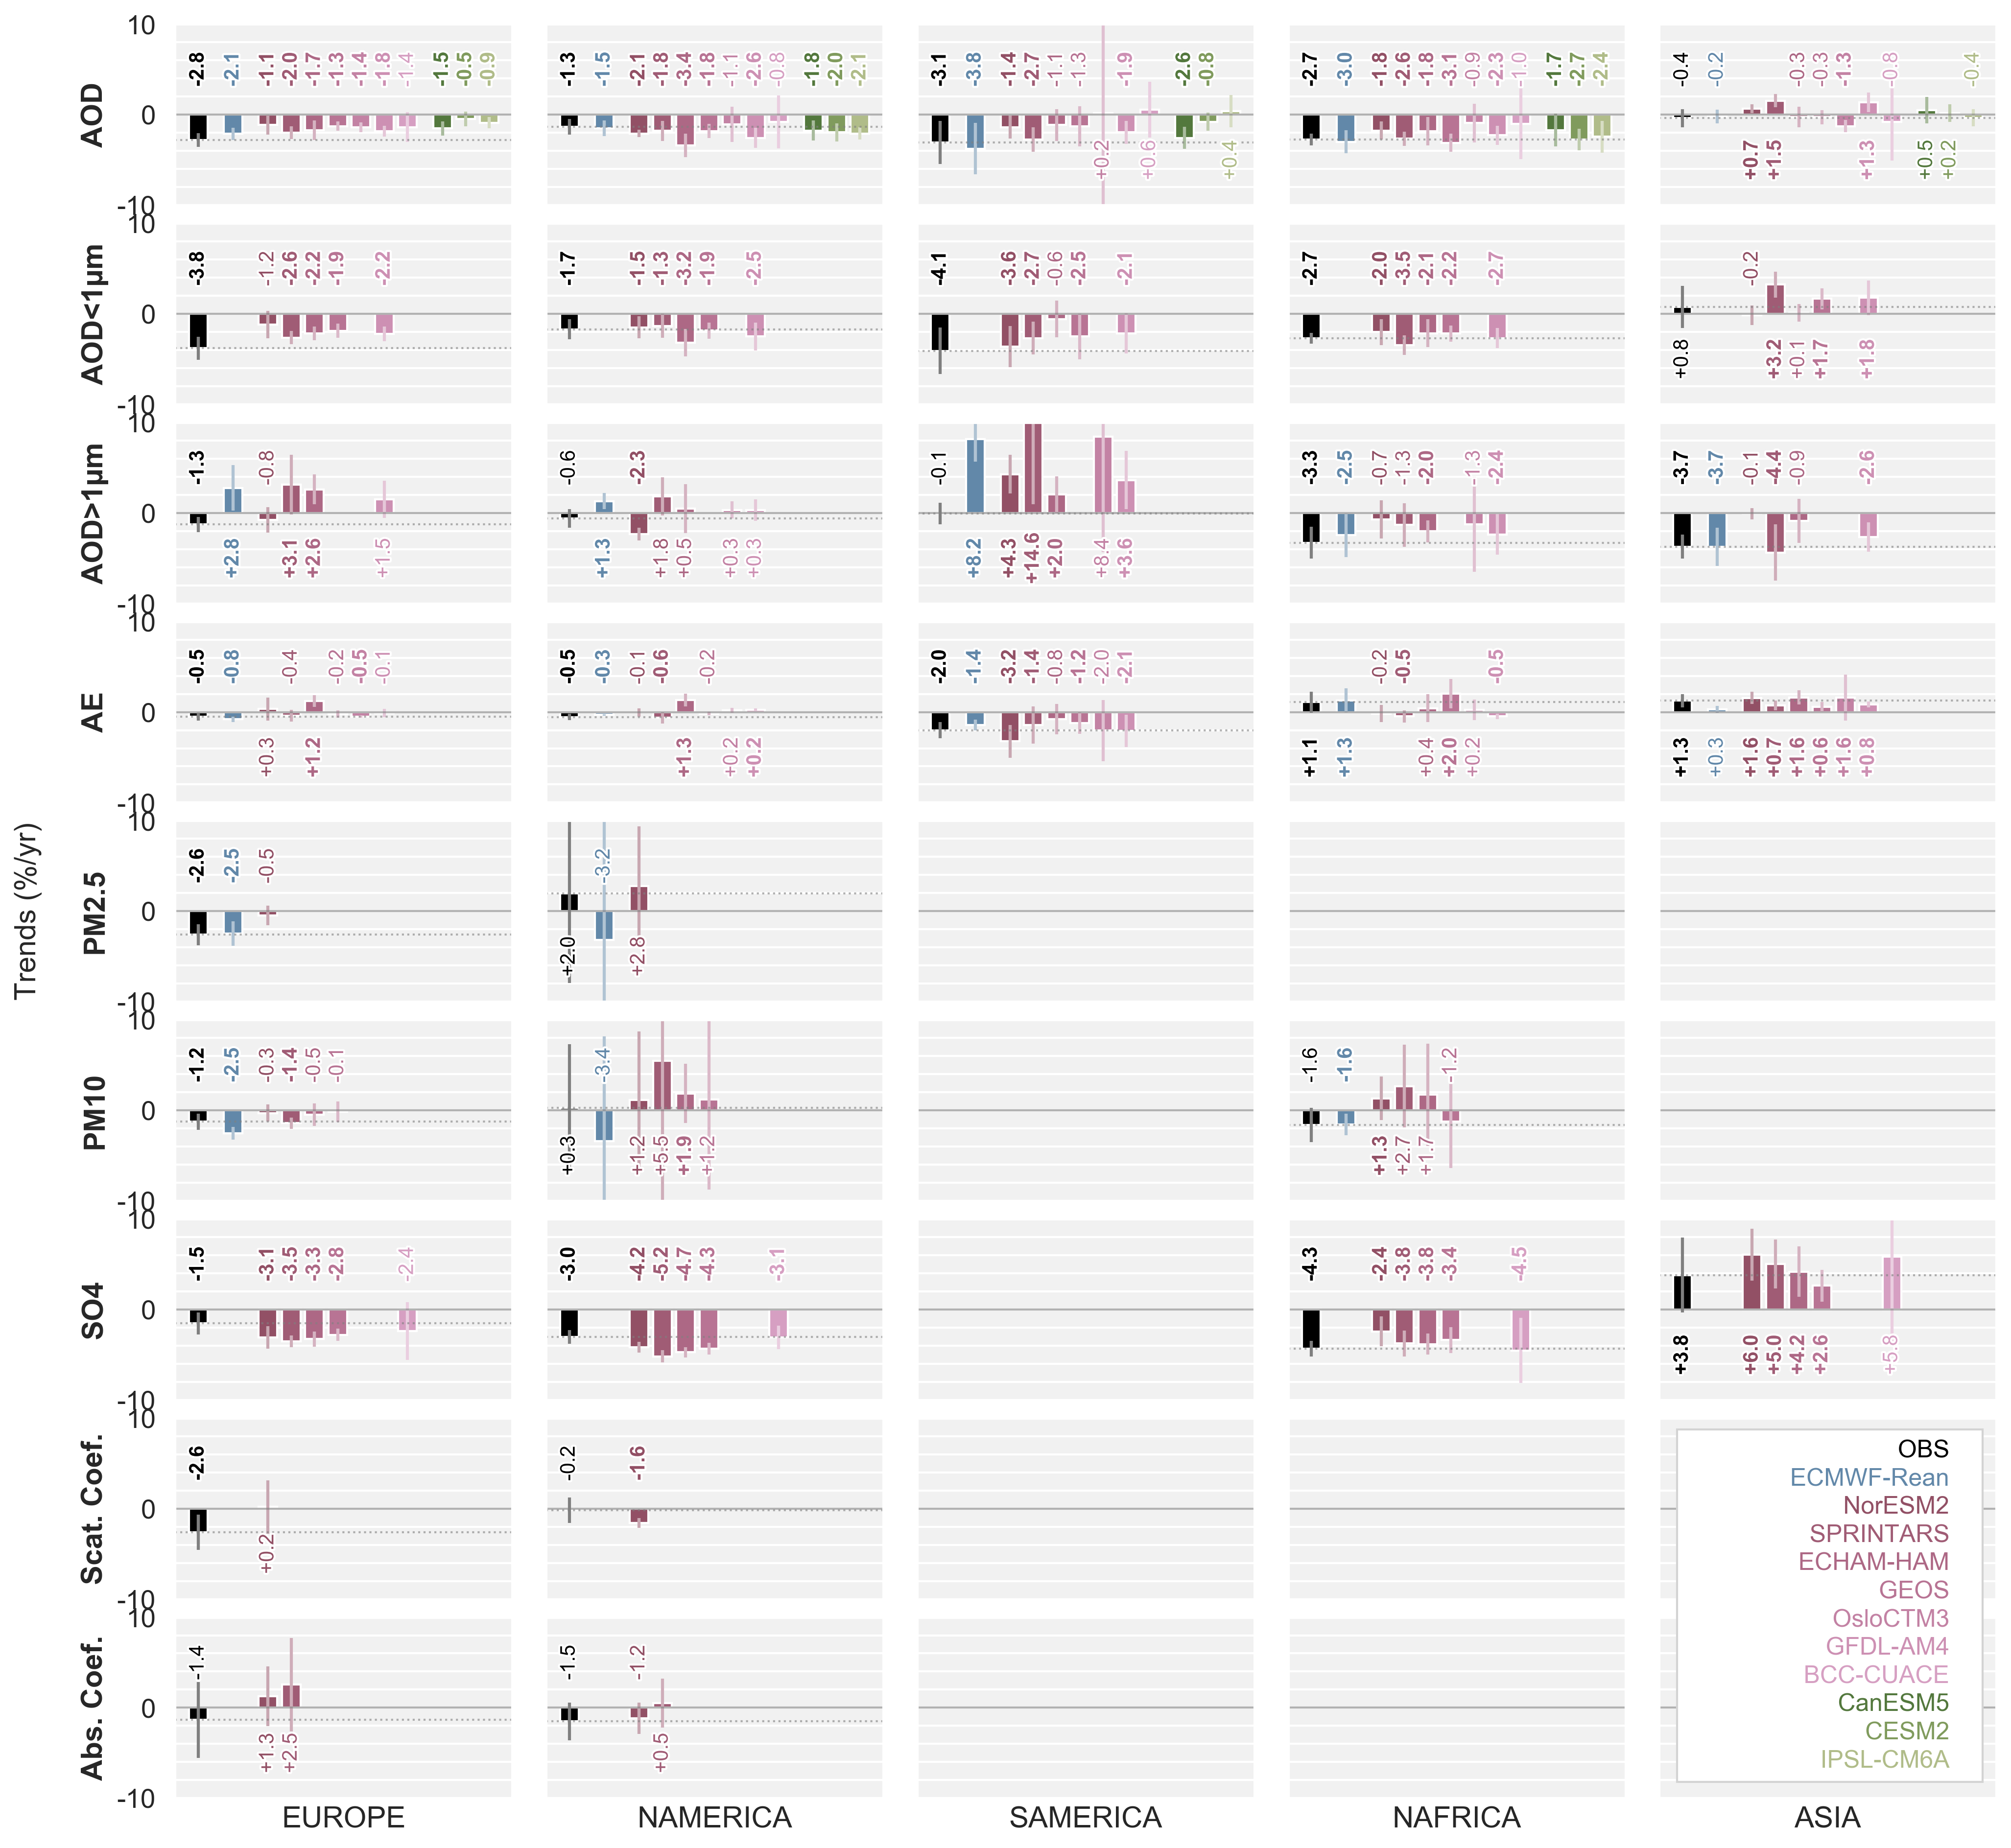 Trends (%/yr)
AOD
10
0
-10
-2.8 -2.1 -1.1 -2.0 -1.7 -1.3 -1.4 -1.8 -1.4 -1.5 -0.5 -0.9
-1.3 -1.5 -2.1 -1.8 -3.4 -1.8 -1.1 -2.6 -0.8 -1.8 -2.0 -2.1
-3.1 -3.8 -1.4 -2.7 -1.1 -1.3 +0.2 -1.9 +0.6 -2.6 -0.8 +0.4
-2.7 -3.0 -1.8 -2.6 -1.8 -3.1 -0.9 -2.3 -1.0 -1.7 -2.7 -2.4
-0.4 -0.2 +0.7 +1.5 -0.3 -0.3 -1.3 +1.3 -0.8 +0.5 +0.2 -0.4
AOD<1µm
10
0
-10
-3.8 -1.2 -2.6 -2.2 -1.9 -2.2
-1.7 -1.5 -1.3 -3.2 -1.9 -2.5
-4.1 -3.6 -2.7 -0.6 -2.5 -2.1
-2.7 -2.0 -3.5 -2.1 -2.2 -2.7
+0.8 -0.2 +3.2 +0.1 +1.7 +1.8
AOD>1µm
10
0
-10
-1.3 +2.8 -0.8 +3.1 +2.6 +1.5
-0.6 +1.3 -2.3 +1.8 +0.5 +0.3 +0.3
-0.1 +8.2 +4.3 +14.6 +2.0 +8.4 +3.6
-3.3 -2.5 -0.7 -1.3 -2.0 -1.3 -2.4
-3.7 -3.7 -0.1 -4.4 -0.9 -2.6
AE
10
0
-10
-0.5 -0.8 +0.3 -0.4 +1.2 -0.2 -0.5 -0.1
-0.5 -0.3 -0.1 -0.6 +1.3 -0.2 +0.2 +0.2
-2.0 -1.4 -3.2 -1.4 -0.8 -1.2 -2.0 -2.1
+1.1 +1.3 -0.2 -0.5 +0.4 +2.0 +0.2 -0.5
+1.3 +0.3 +1.6 +0.7 +1.6 +0.6 +1.6 +0.8
PM2.5
10
0
-10
-2.6 -2.5 -0.5
+2.0 -3.2 +2.8
PM10
10
0
-10
-1.2 -2.5 -0.3 -1.4 -0.5 -0.1
+0.3 -3.4 +1.2 +5.5 +1.9 +1.2
-1.6 -1.6 +1.3 +2.7 +1.7 -1.2
SO4
10
0
-10
-1.5 -3.1 -3.5 -3.3 -2.8 -2.4
-3.0 -4.2 -5.2 -4.7 -4.3 -3.1
-4.3 -2.4 -3.8 -3.8 -3.4 -4.5
+3.8 +6.0 +5.0 +4.2 +2.6 +5.8
Scat. Coef.
10
0
-10
-2.6 +0.2
-0.2 -1.6
Abs. Coef.
10
0
-10
-1.4 +1.3 +2.5
-1.5 -1.2 +0.5
OBS
ECMWF-Rean
NorESM2
SPRINTARS
ECHAM-HAM
GEOS
OsloCTM3
GFDL-AM4
BCC-CUACE
CanESM5
CESM2
IPSL-CM6A
EUROPE
NAMERICA
SAMERICA
NAFRICA
ASIA